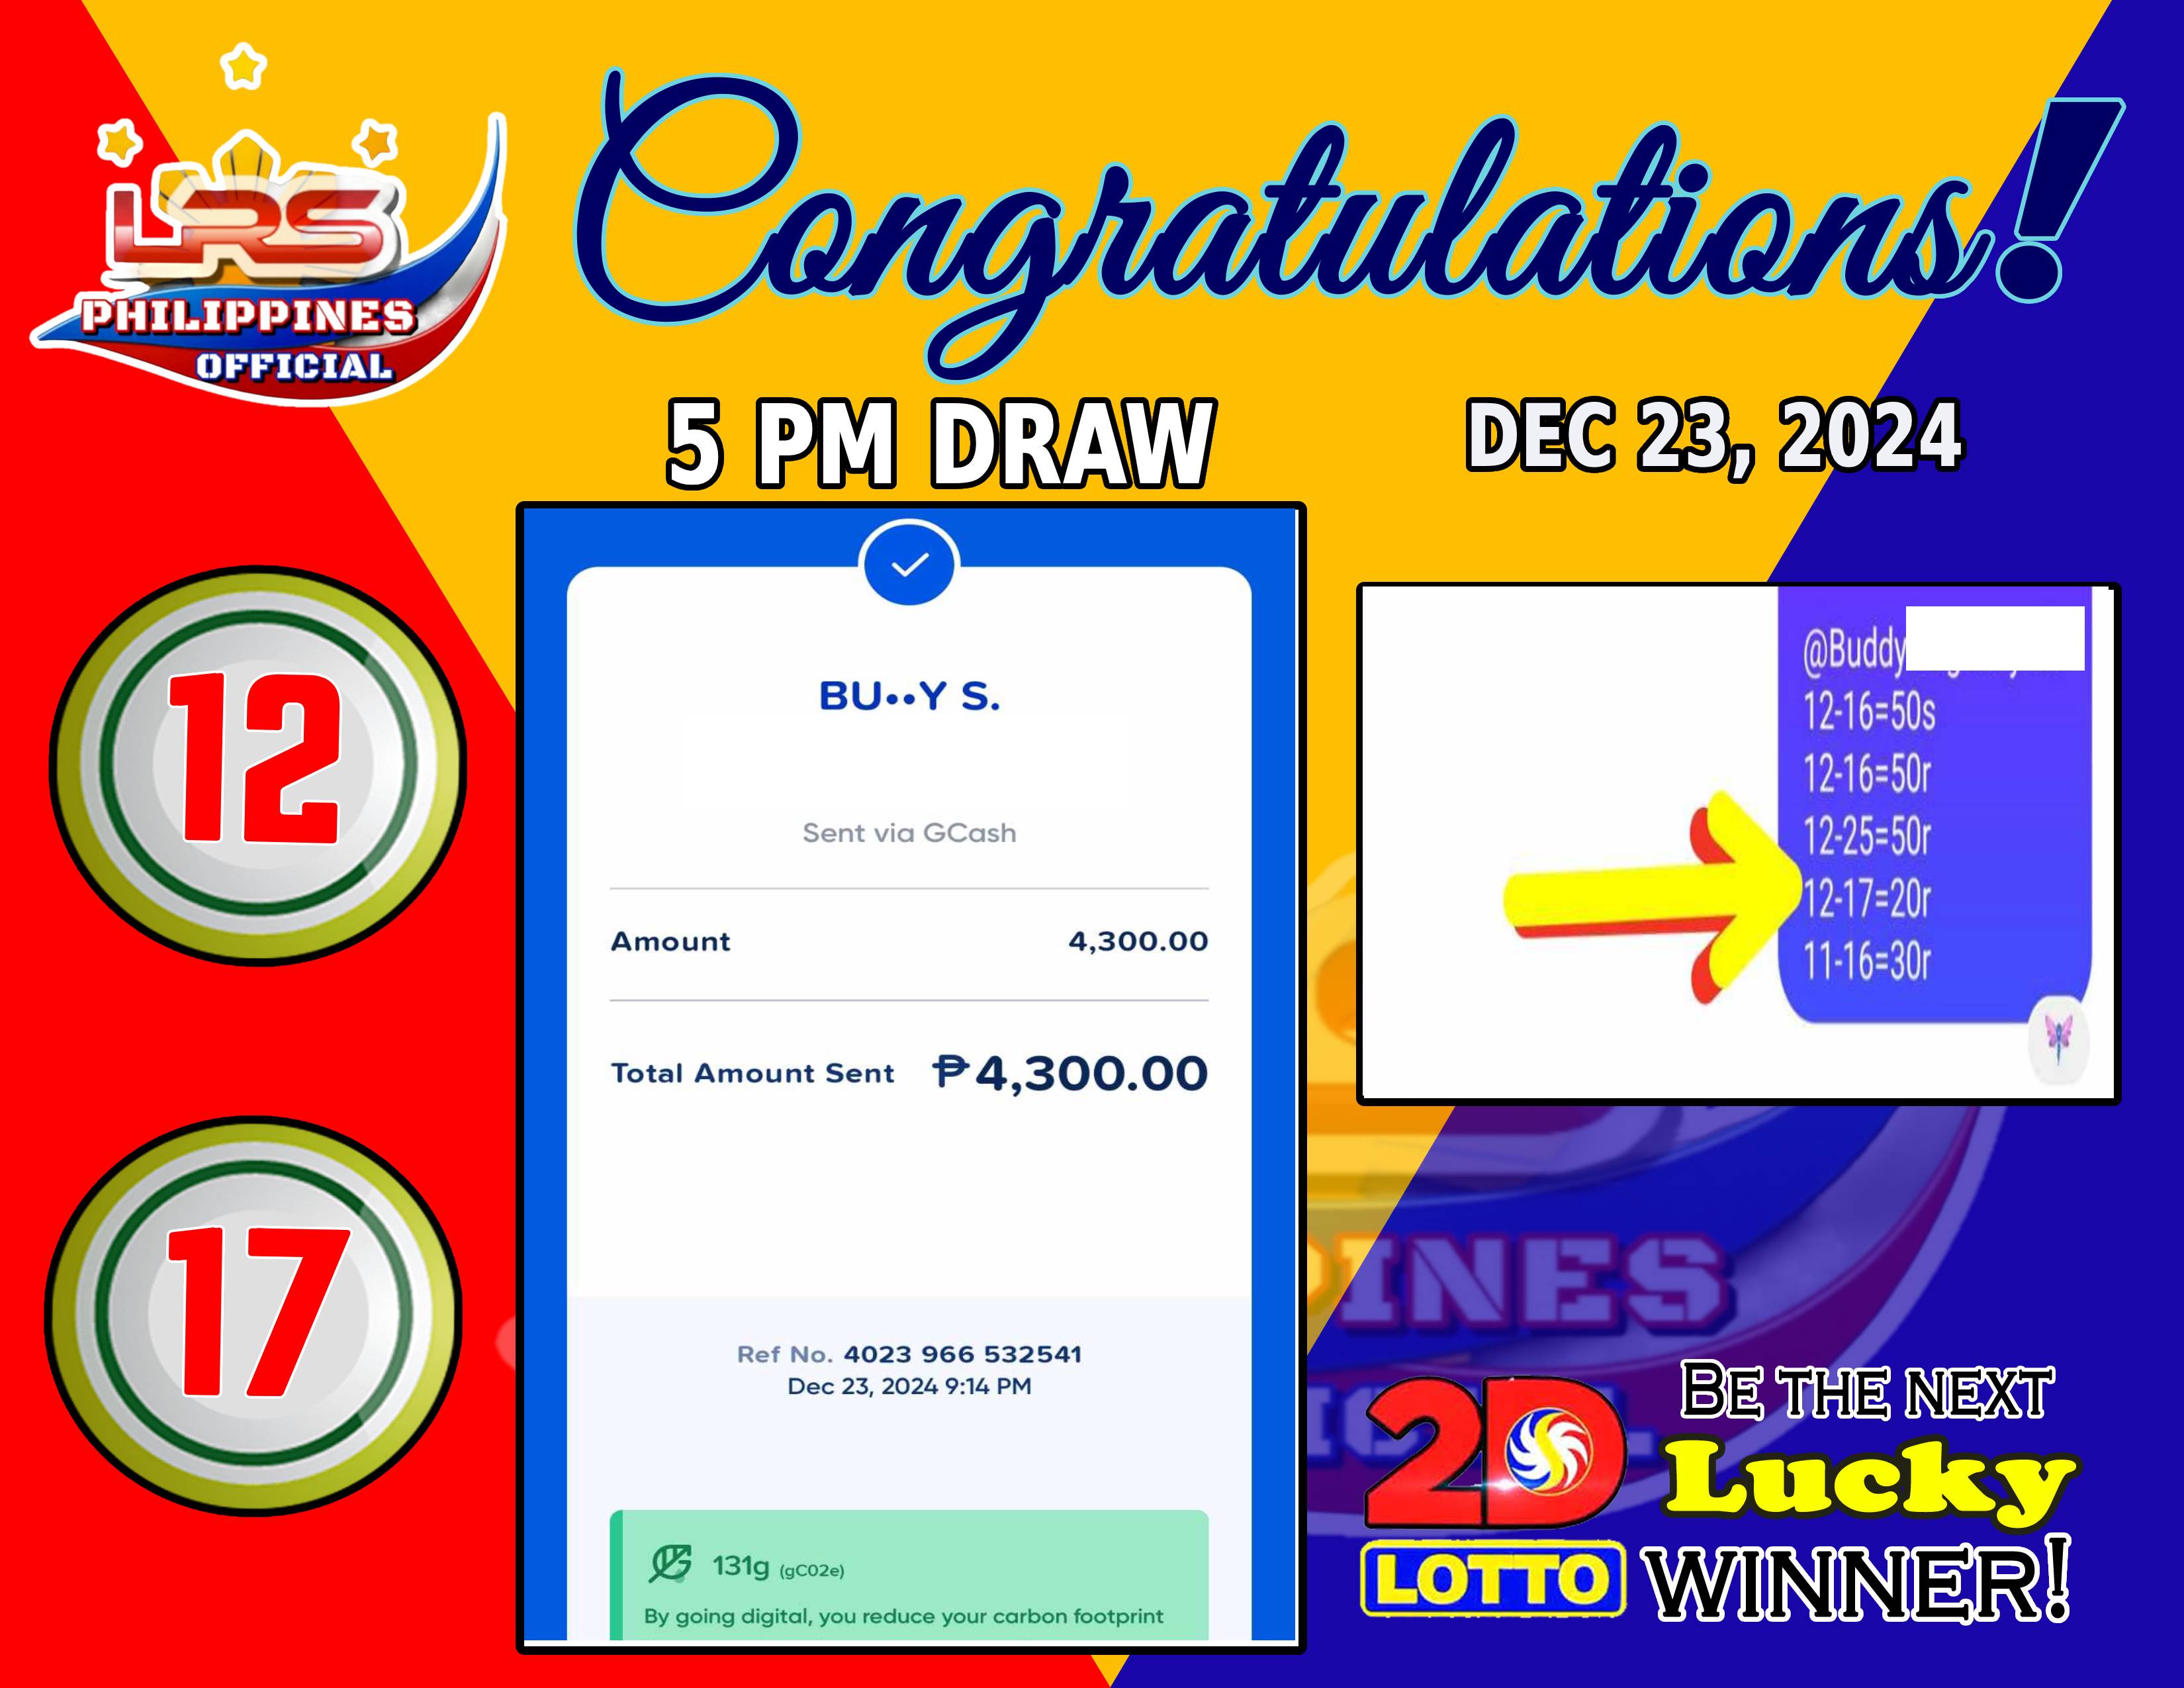 LRS
PHILIPPINES
OFFICIAL
Congratulations!
5 PM DRAW
DEC 23, 2024
12
17
BU••Y S.
Sent via GCash
Amount 4,300.00
Total Amount Sent ₱4,300.00
Ref No. 4023 966 532541
Dec 23, 2024 9:14 PM
131g (gCO2e)
By going digital, you reduce your carbon footprint
@Buddy
12-16=50s
12-16=50r
12-25=50r
12-17=20r
11-16=30r
PINES
2D
LOTTO
BE THE NEXT
Lucky
WINNER!